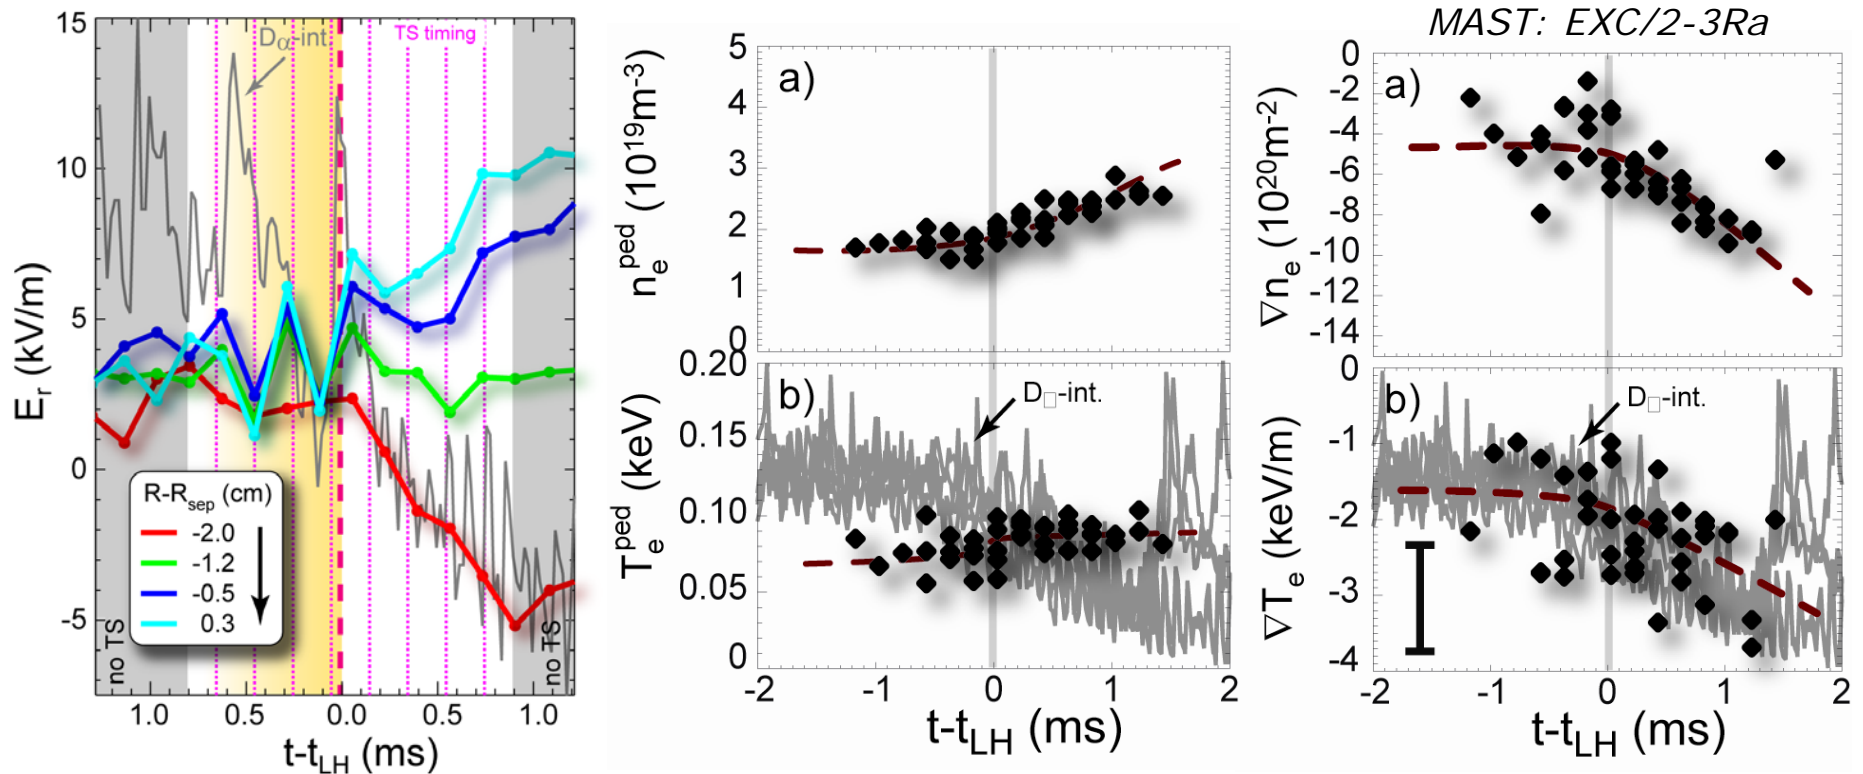 MAST: EXC/2-3Ra
15
10
5
0
-5
E_r (kV/m)
Dα-int
TS timing
no TS
no TS
R-R_sep (cm)
-2.0
-1.2
-0.5
0.3
1.0 0.5 0.0 0.5 1.0
t-t_LH (ms)
a)
5
4
3
2
1
0
n_e^ped (10^19m^-3)
b)
D□-int.
0.20
0.15
0.10
0.05
0
T_e^ped (keV)
-2 -1 0 1 2
t-t_LH (ms)
a)
0
-2
-4
-6
-8
-10
-12
-14
∇n_e (10^20m^-2)
b)
D□-int.
0
-1
-2
-3
-4
∇T_e (keV/m)
-2 -1 0 1 2
t-t_LH (ms)